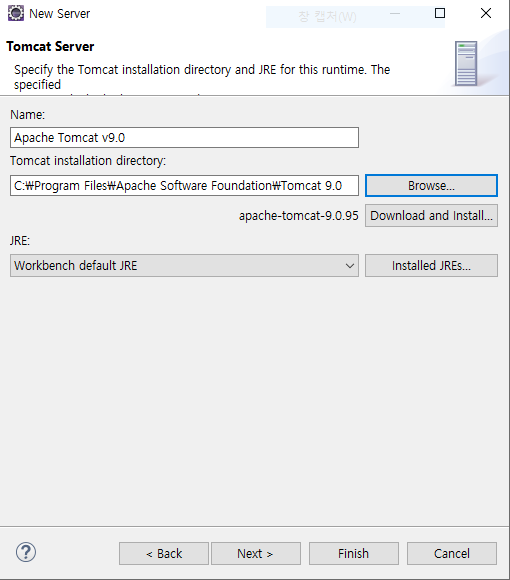 New Server
창 캡처(W)
Tomcat Server
Specify the Tomcat installation directory and JRE for this runtime. The
specified
Name:
Apache Tomcat v9.0
Tomcat installation directory:
C:₩Program Files₩Apache Software Foundation₩Tomcat 9.0
Browse...
apache-tomcat-9.0.95
Download and Install...
JRE:
Workbench default JRE
Installed JREs...
?
< Back
Next >
Finish
Cancel